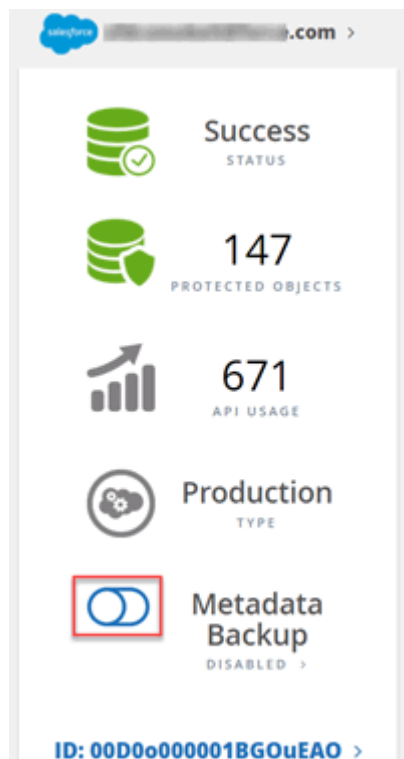 salesforce
.com >
Success
STATUS
147
PROTECTED OBJECTS
671
API USAGE
Production
TYPE
Metadata
Backup
DISABLED >
ID: 00D0o000001BGOuEAO >